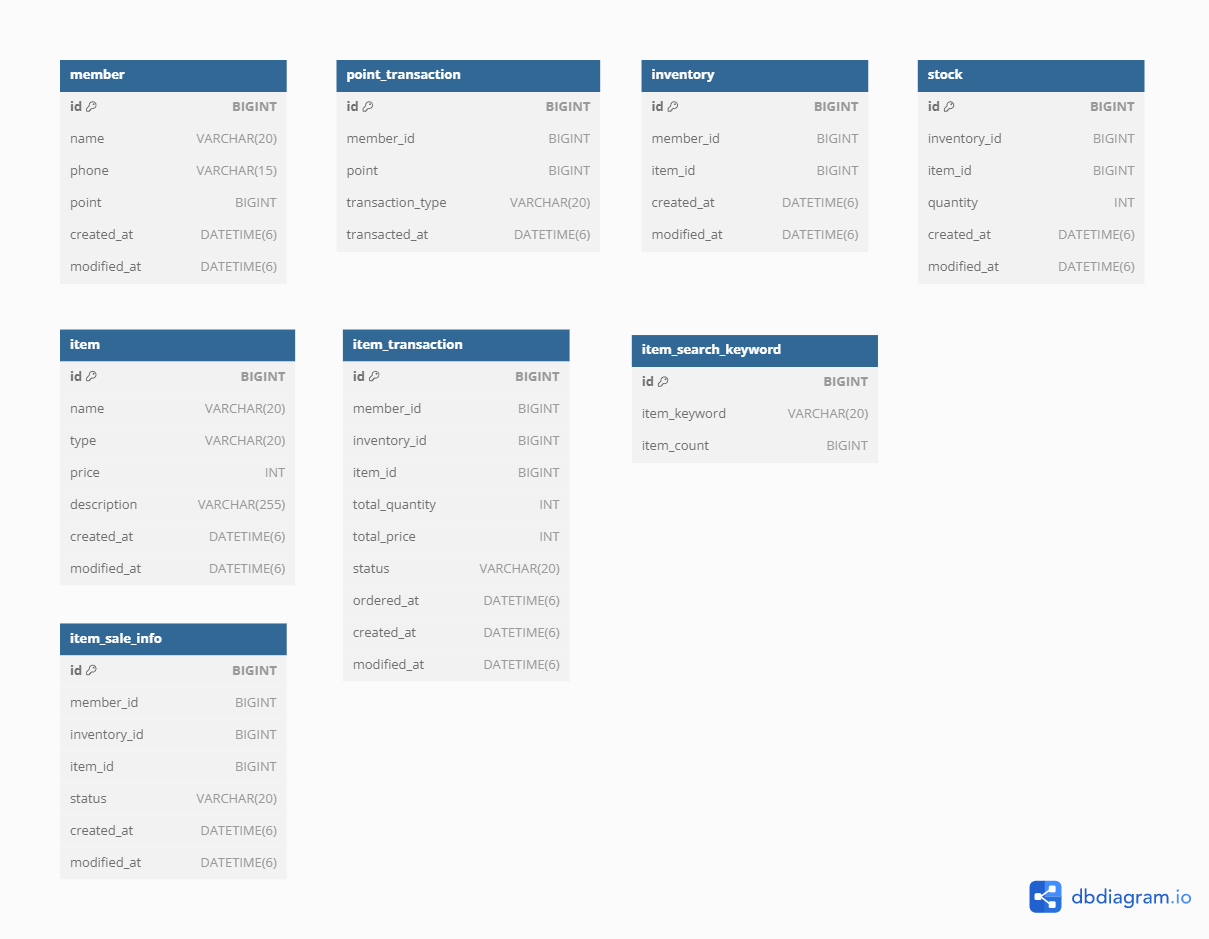 member
id BIGINT
name VARCHAR(20)
phone VARCHAR(15)
point BIGINT
created_at DATETIME(6)
modified_at DATETIME(6)
point_transaction
id BIGINT
member_id BIGINT
point BIGINT
transaction_type VARCHAR(20)
transacted_at DATETIME(6)
inventory
id BIGINT
member_id BIGINT
item_id BIGINT
created_at DATETIME(6)
modified_at DATETIME(6)
stock
id BIGINT
inventory_id BIGINT
item_id BIGINT
quantity INT
created_at DATETIME(6)
modified_at DATETIME(6)
item
id BIGINT
name VARCHAR(20)
type VARCHAR(20)
price INT
description VARCHAR(255)
created_at DATETIME(6)
modified_at DATETIME(6)
item_transaction
id BIGINT
member_id BIGINT
inventory_id BIGINT
item_id BIGINT
total_quantity INT
total_price INT
status VARCHAR(20)
ordered_at DATETIME(6)
created_at DATETIME(6)
modified_at DATETIME(6)
item_search_keyword
id BIGINT
item_keyword VARCHAR(20)
item_count BIGINT
item_sale_info
id BIGINT
member_id BIGINT
inventory_id BIGINT
item_id BIGINT
status VARCHAR(20)
created_at DATETIME(6)
modified_at DATETIME(6)
dbdiagram.io